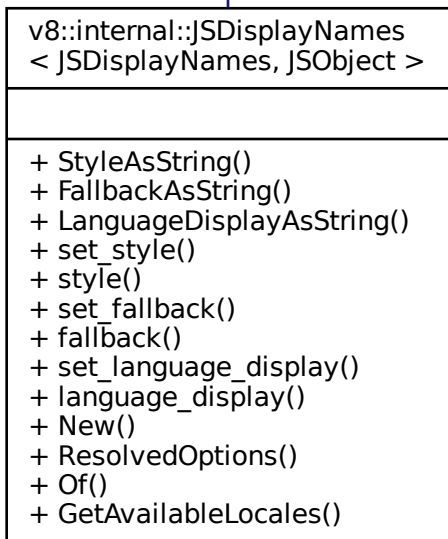 v8::internal::JSDisplayNames
< JSDisplayNames, JSObject >
+ StyleAsString()
+ FallbackAsString()
+ LanguageDisplayAsString()
+ set_style()
+ style()
+ set_fallback()
+ fallback()
+ set_language_display()
+ language_display()
+ New()
+ ResolvedOptions()
+ Of()
+ GetAvailableLocales()